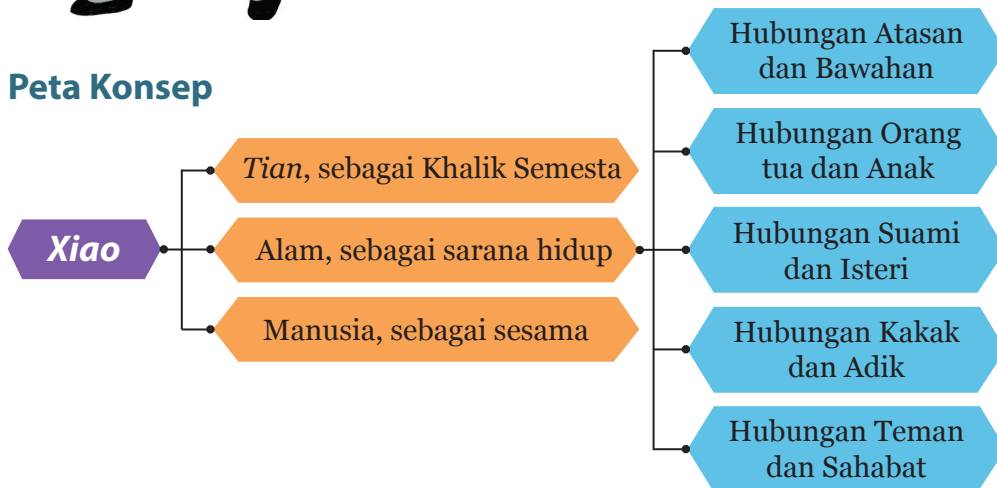 Peta Konsep
Xiao
Tian, sebagai Khalik Semesta
Alam, sebagai sarana hidup
Manusia, sebagai sesama
Hubungan Atasan
dan Bawahan
Hubungan Orang
tua dan Anak
Hubungan Suami
dan Isteri
Hubungan Kakak
dan Adik
Hubungan Teman
dan Sahabat